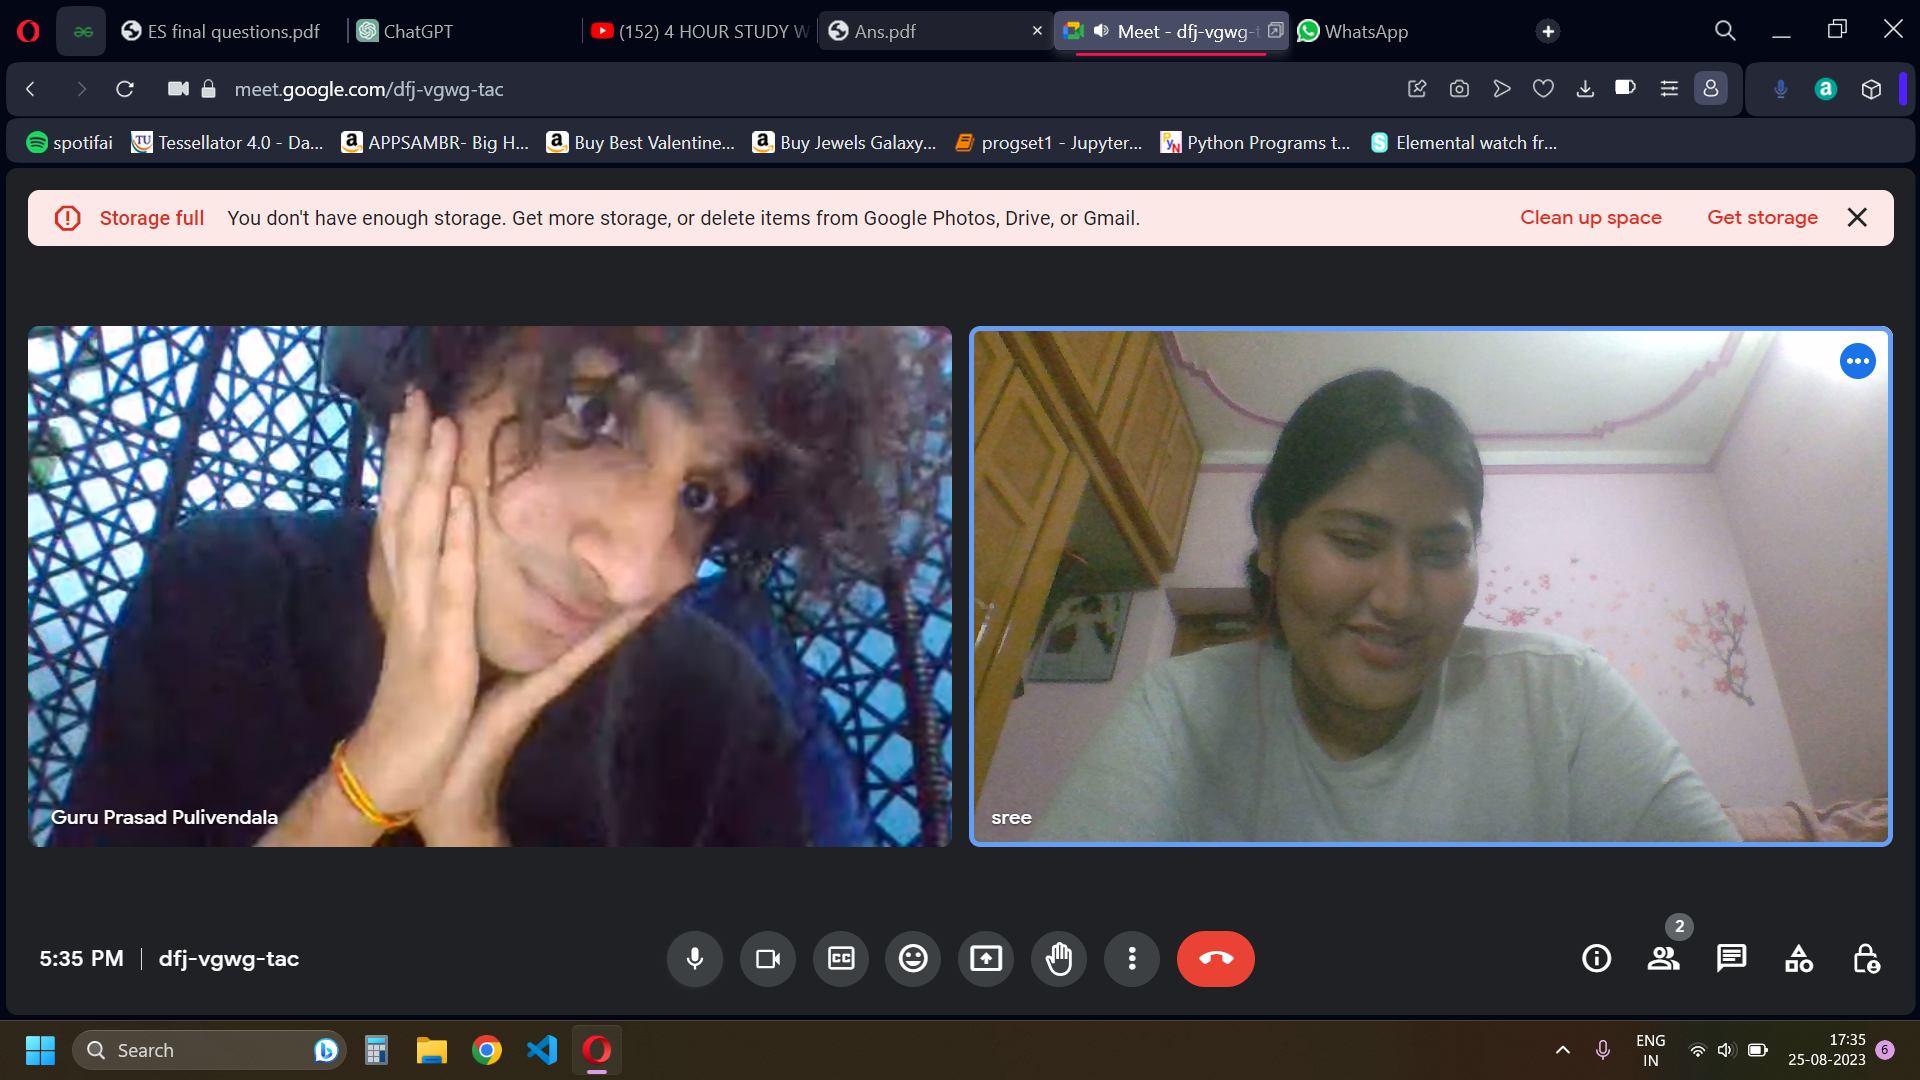 ES final questions.pdf
ChatGPT
(152) 4 HOUR STUDY W
Ans.pdf
Meet - dfj-vgwg-t
WhatsApp
meet.google.com/dfj-vgwg-tac
spotifai
TU
Tessellator 4.0 - Da...
APPSAMBR- Big H...
Buy Best Valentine...
Buy Jewels Galaxy...
progset1 - Jupyter...
Python Programs t...
Elemental watch fr...
Storage full
You don't have enough storage. Get more storage, or delete items from Google Photos, Drive, or Gmail.
Clean up space
Get storage
Guru Prasad Pulivendala
sree
2
5:35 PM
dfj-vgwg-tac
CC
Search
ENG
IN
17:35
25-08-2023
6